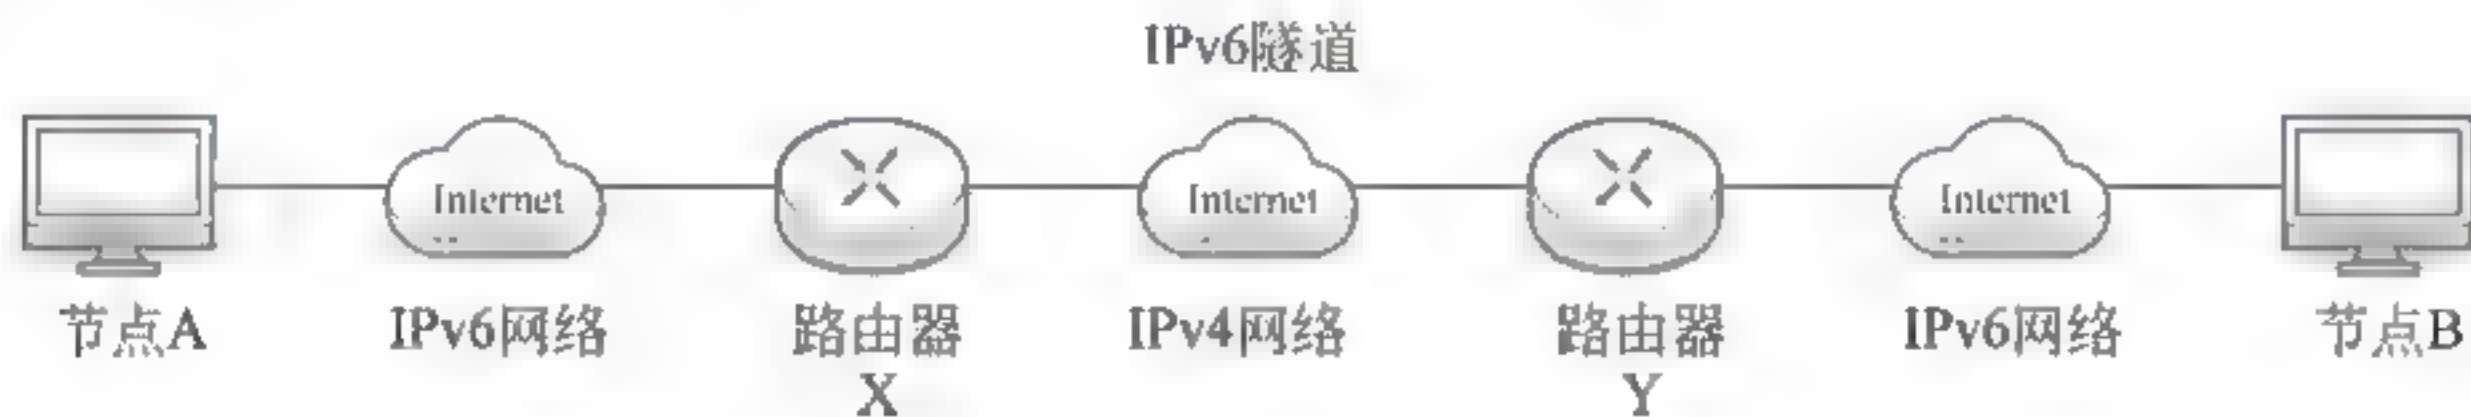 IPv6隧道
Internet
Internet
Internet
节点A
IPv6网络
路由器
X
IPv4网络
路由器
Y
IPv6网络
节点B